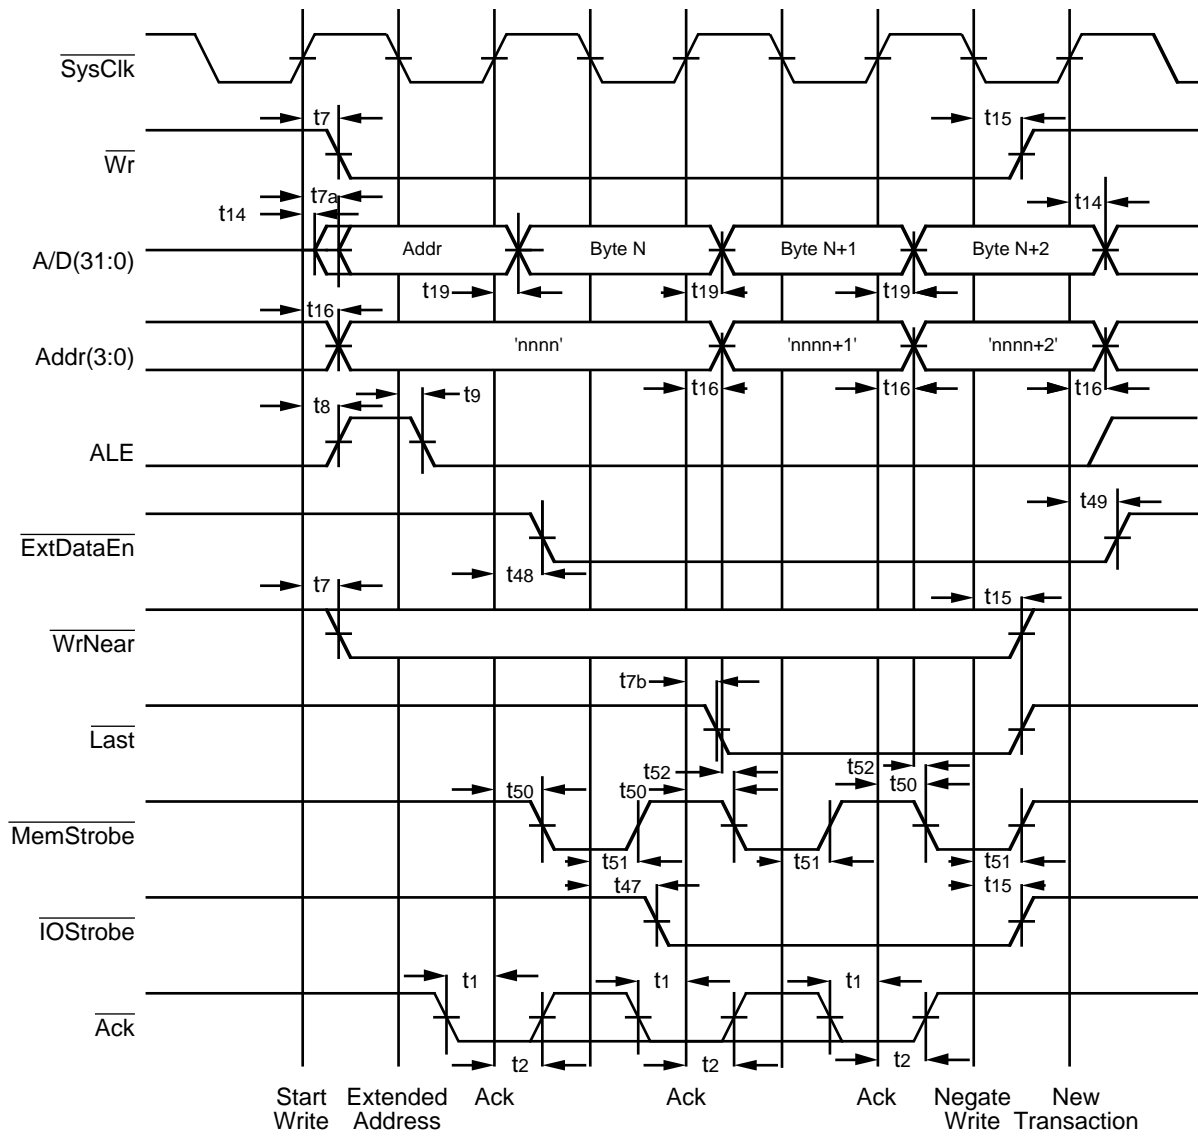 SysClk
t7
t15
Wr
t7a
t14
t14
A/D(31:0)
Addr
Byte N
Byte N+1
Byte N+2
t19
t19
t19
t16
Addr(3:0)
'nnnn'
'nnnn+1'
'nnnn+2'
t16
t16
t16
t9
t8
ALE
t49
ExtDataEn
t48
t7
t15
WrNear
t7b
Last
t52
t52
t50
t50
t50
MemStrobe
t51
t51
t51
t47
t15
IOStrobe
t1
t1
t1
Ack
t2
t2
t2
Start Extended Ack Ack Ack Negate New
Write Address Write Transaction